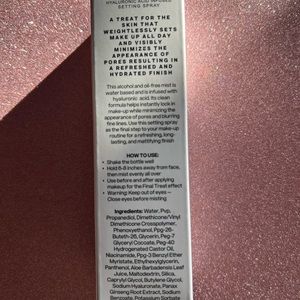 HYALURONIC ACID INFUSED
SETTING SPRAY
A TREAT FOR THE
SKIN THAT
WEIGHTLESSLY SETS
MAKE UP ALL DAY
AND VISIBLY
MINIMIZES THE
APPEARANCE OF
PORES RESULTING IN
A REFRESHED AND
HYDRATED FINISH
This alcohol and oil-free mist is
water based and is infused with
hyaluronic acid. Its clean
formula helps instantly lock in
make-up while minimizing the
appearance of pores and blurring
fine lines. Use this setting spray
as the final step to your make-up
routine for a refreshing, long-
lasting, and mattifying finish
HOW TO USE:
• Shake the bottle well
• Hold 6-8 inches away from face,
then mist evenly all over
• Use before and after applying
makeup for the Final Treat effect
• Warning: Keep out of eyes—
Close eyes before misting
Ingredients: Water, Pvp,
Propanediol, Dimethicone/Vinyl
Dimethicone Crosspolymer,
Phenoxyethanol, Ppg-26-
Buteth-26, Glycerin, Peg-7
Glyceryl Cocoate, Peg-40
Hydrogenated Castor Oil,
Niacinamide, Ppg-3 Benzyl Ether
Myristate, Ethylhexylglycerin,
Panthenol, Aloe Barbadensis Leaf
Juice, Maltodextrin, Silica,
Caprylyl Glycol, Butylene Glycol,
Sodium Hyaluronate, Panax
Ginseng Root Extract, Sodium
Benzoate, Potassium Sorbate